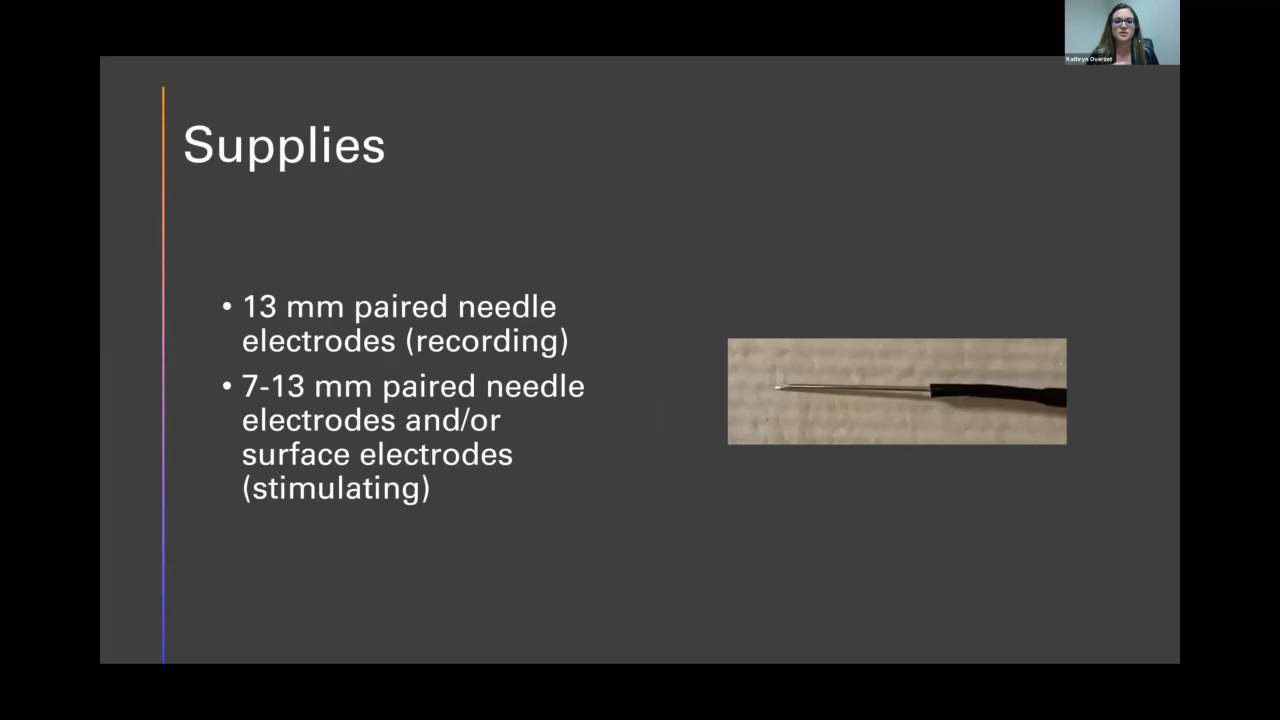 Kathryn Overzet
Supplies
• 13 mm paired needle
electrodes (recording)
• 7-13 mm paired needle
electrodes and/or
surface electrodes
(stimulating)